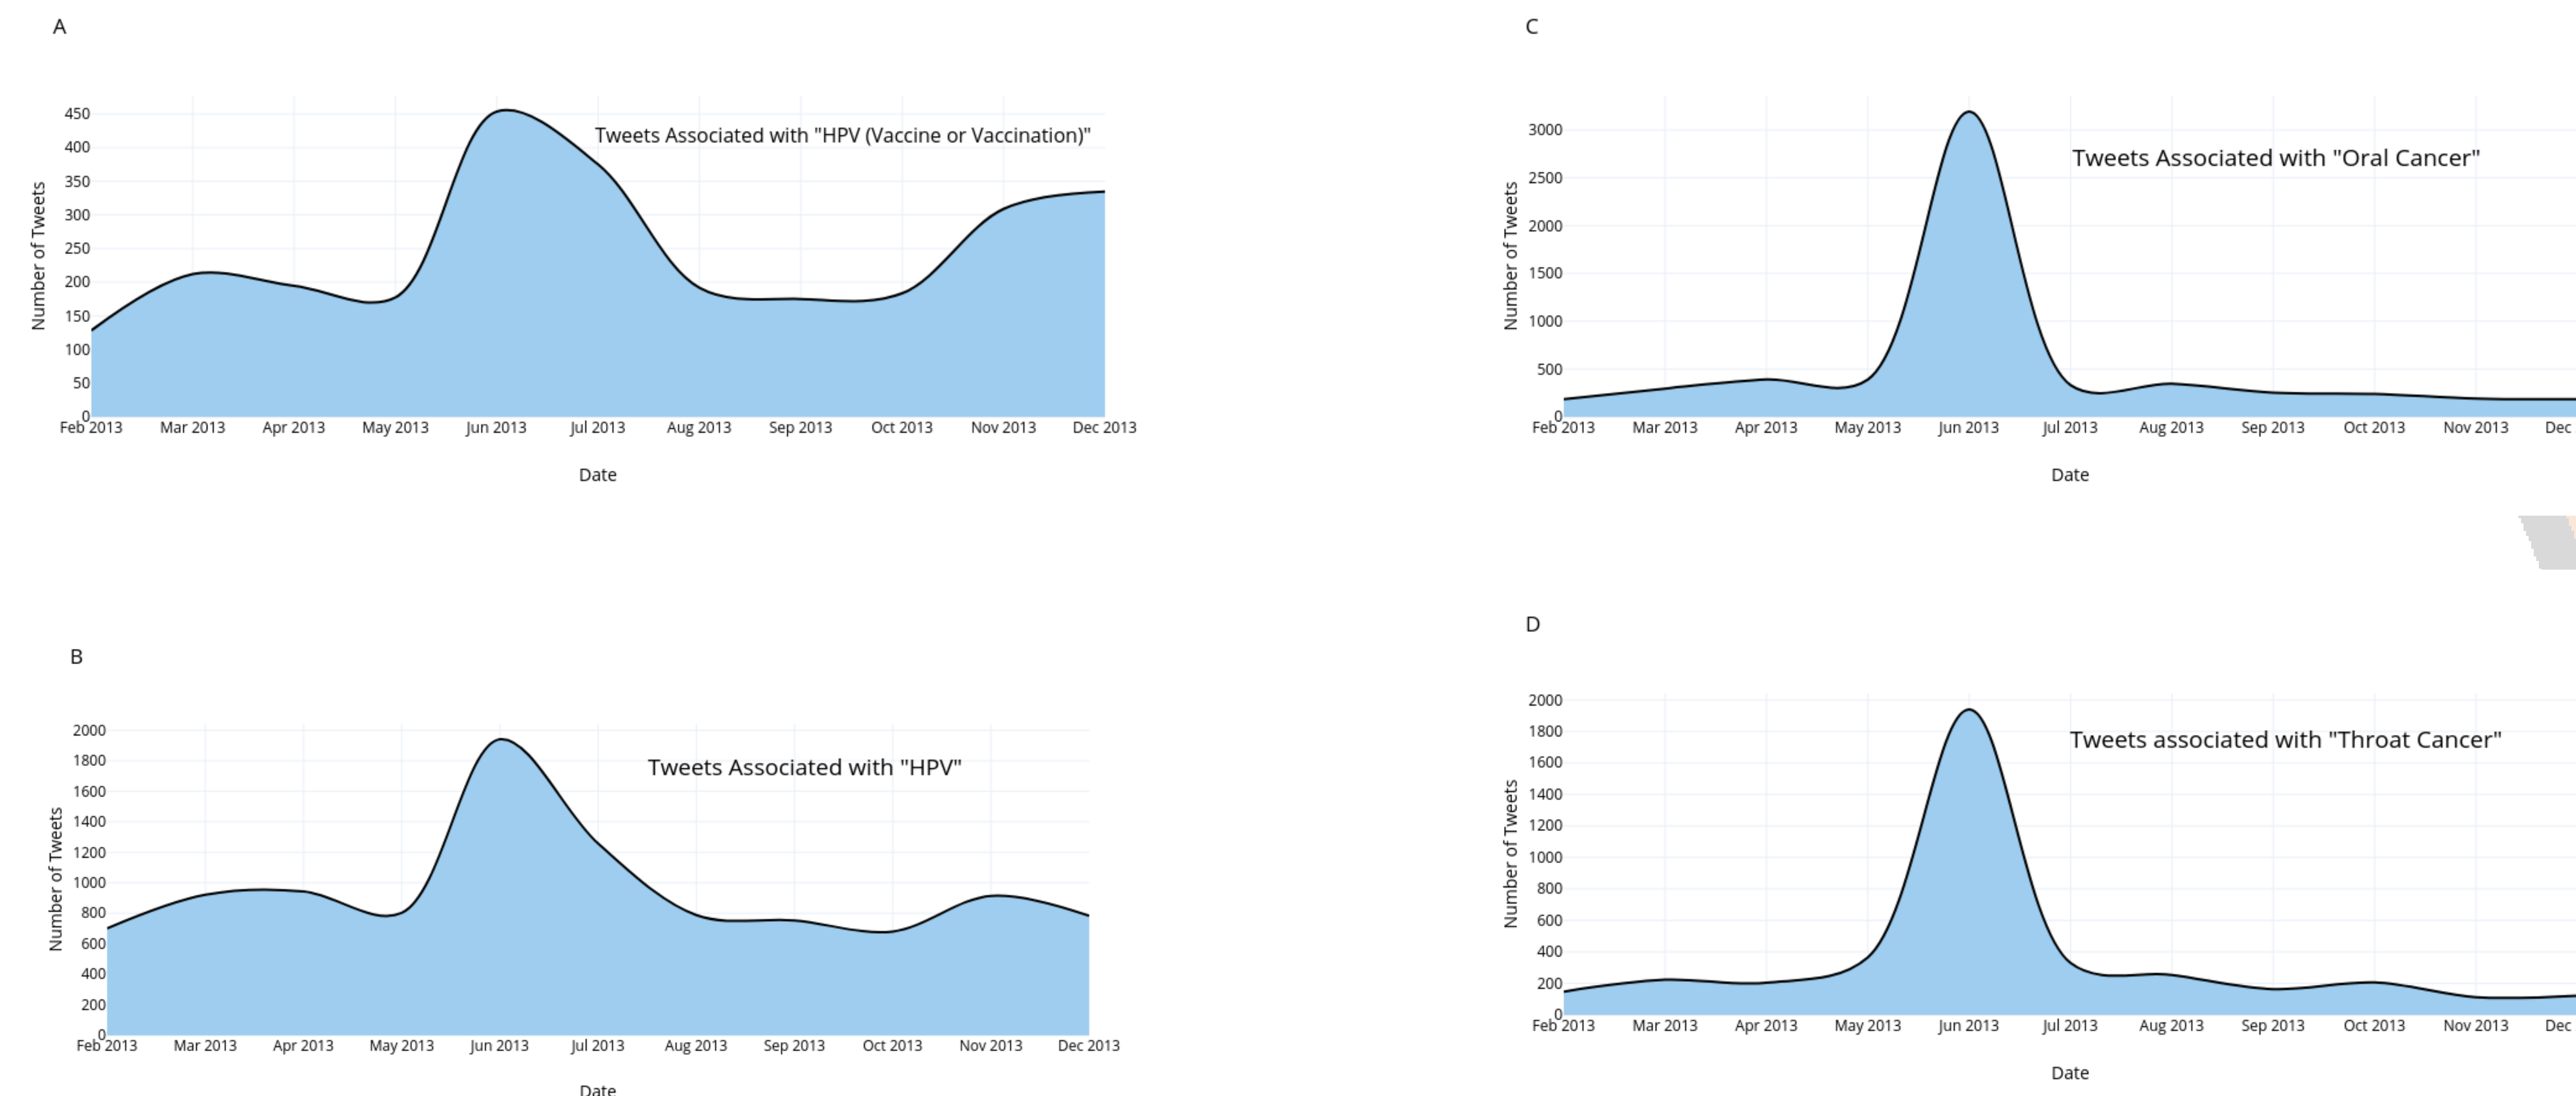 A
Number of Tweets
450
400
350
300
250
200
150
100
50
0
Tweets Associated with "HPV (Vaccine or Vaccination)"
Feb 2013 Mar 2013 Apr 2013 May 2013 Jun 2013 Jul 2013 Aug 2013 Sep 2013 Oct 2013 Nov 2013 Dec 2013
Date
B
Number of Tweets
2000
1800
1600
1400
1200
1000
800
600
400
200
0
Tweets Associated with "HPV"
Feb 2013 Mar 2013 Apr 2013 May 2013 Jun 2013 Jul 2013 Aug 2013 Sep 2013 Oct 2013 Nov 2013 Dec 2013
Date
C
Number of Tweets
3000
2500
2000
1500
1000
500
0
Tweets Associated with "Oral Cancer"
Feb 2013 Mar 2013 Apr 2013 May 2013 Jun 2013 Jul 2013 Aug 2013 Sep 2013 Oct 2013 Nov 2013 Dec
Date
D
Number of Tweets
2000
1800
1600
1400
1200
1000
800
600
400
200
0
Tweets associated with "Throat Cancer"
Feb 2013 Mar 2013 Apr 2013 May 2013 Jun 2013 Jul 2013 Aug 2013 Sep 2013 Oct 2013 Nov 2013 Dec
Date